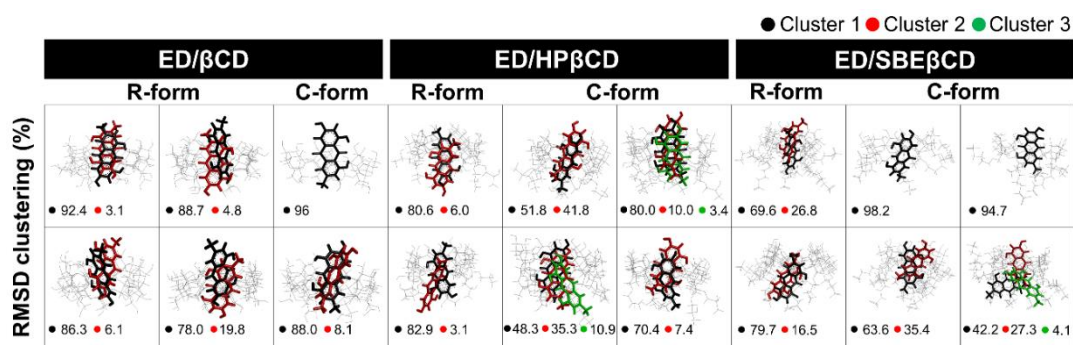 Cluster 1 Cluster 2 Cluster 3
ED/βCD ED/HPβCD ED/SBEβCD
R-form C-form R-form C-form R-form C-form
RMSD clustering (%)
92.4 3.1 88.7 4.8 96 80.6 6.0 51.8 41.8 80.0 10.0 3.4 69.6 26.8 98.2 94.7
86.3 6.1 78.0 19.8 88.0 8.1 82.9 3.1 48.3 35.3 10.9 70.4 7.4 79.7 16.5 63.6 35.4 42.2 27.3 4.1